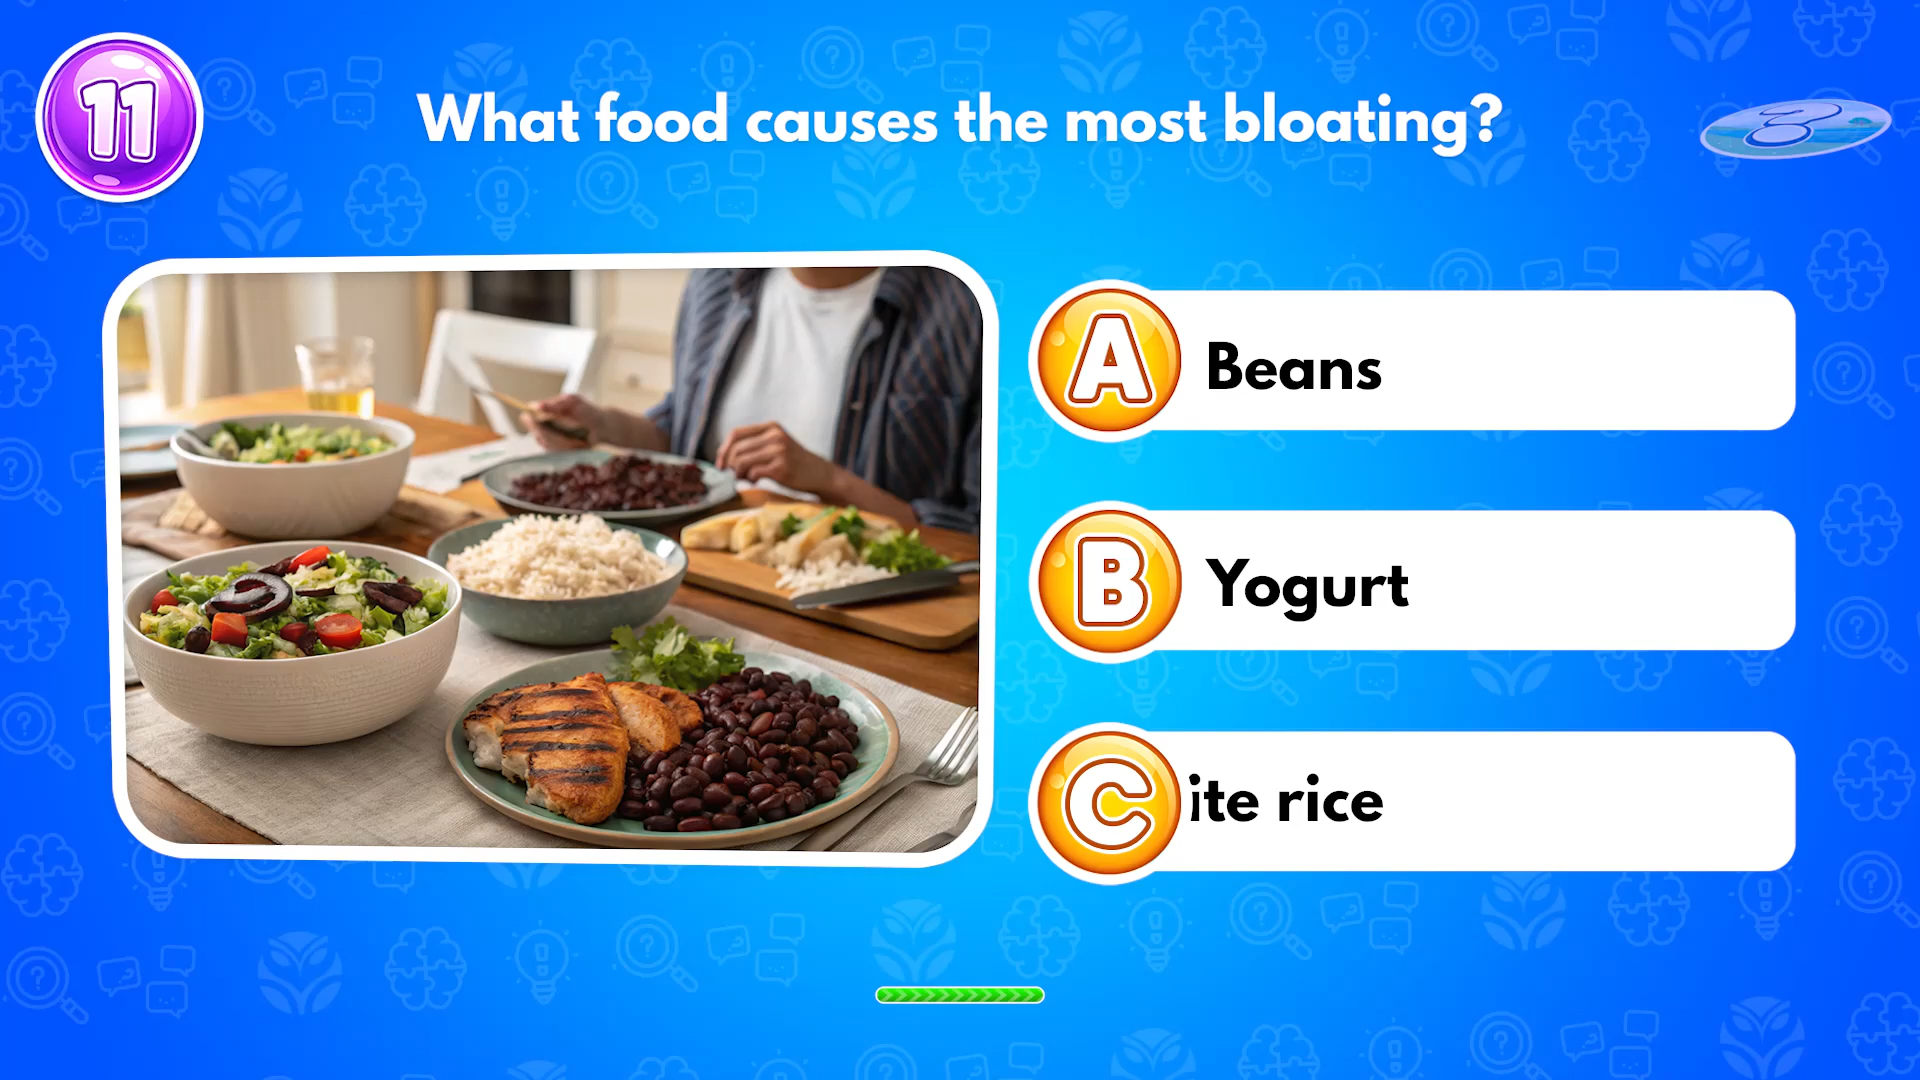 11
What food causes the most bloating?
A Beans
B Yogurt
C ite rice